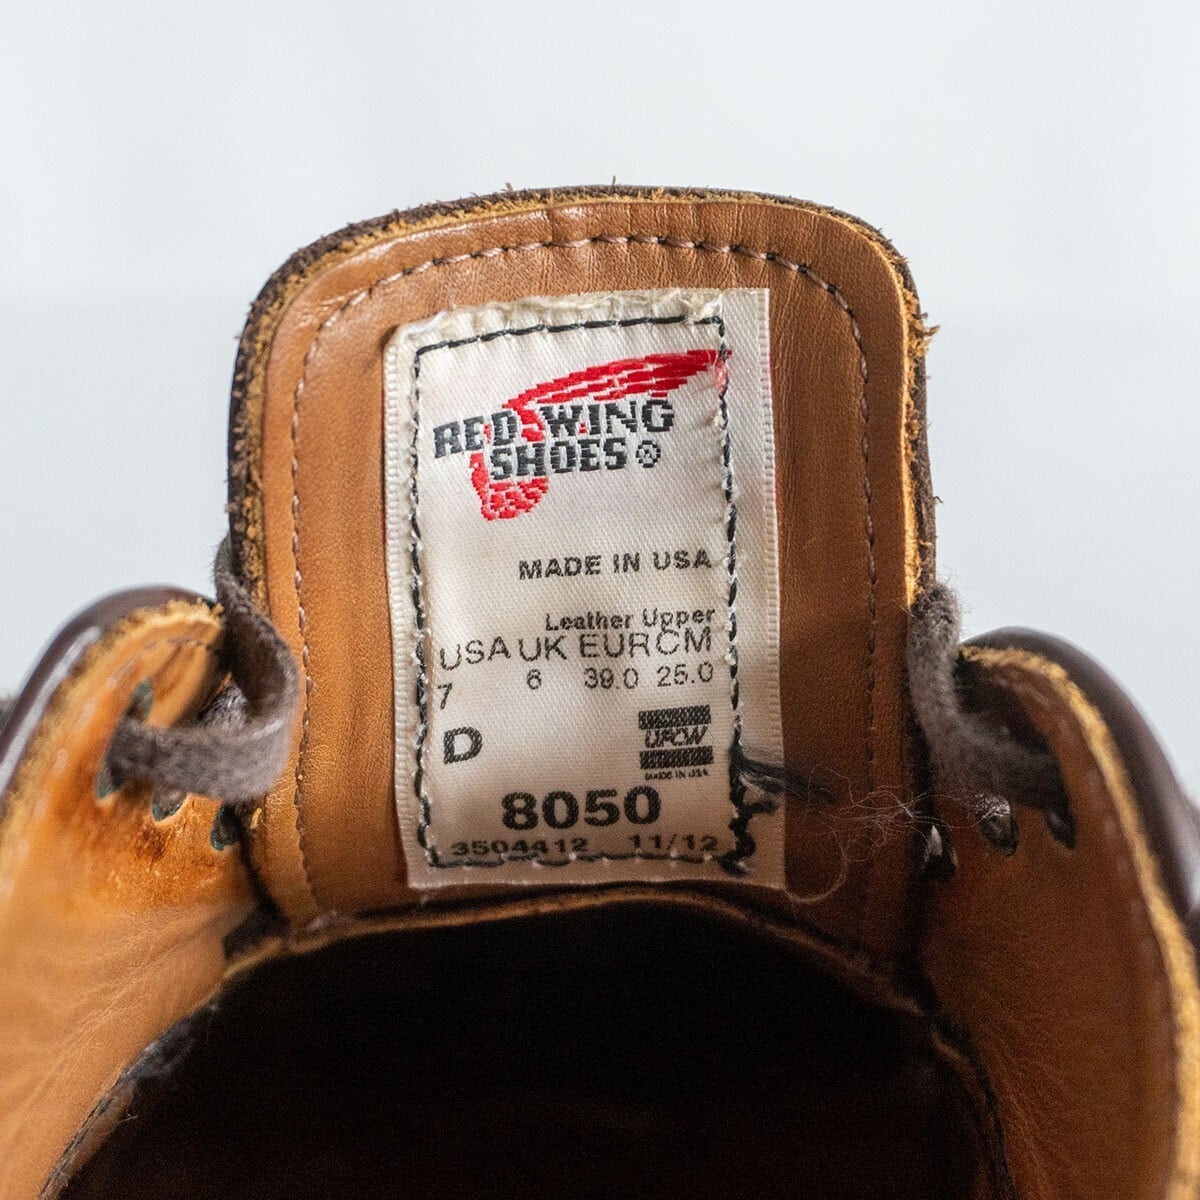 RED WING
SHOES®
MADE IN USA
Leather Upper
USA UK EUR CM
7 6 39.0 25.0
D
UFCW
MADE IN USA
8050
3504412 11/12